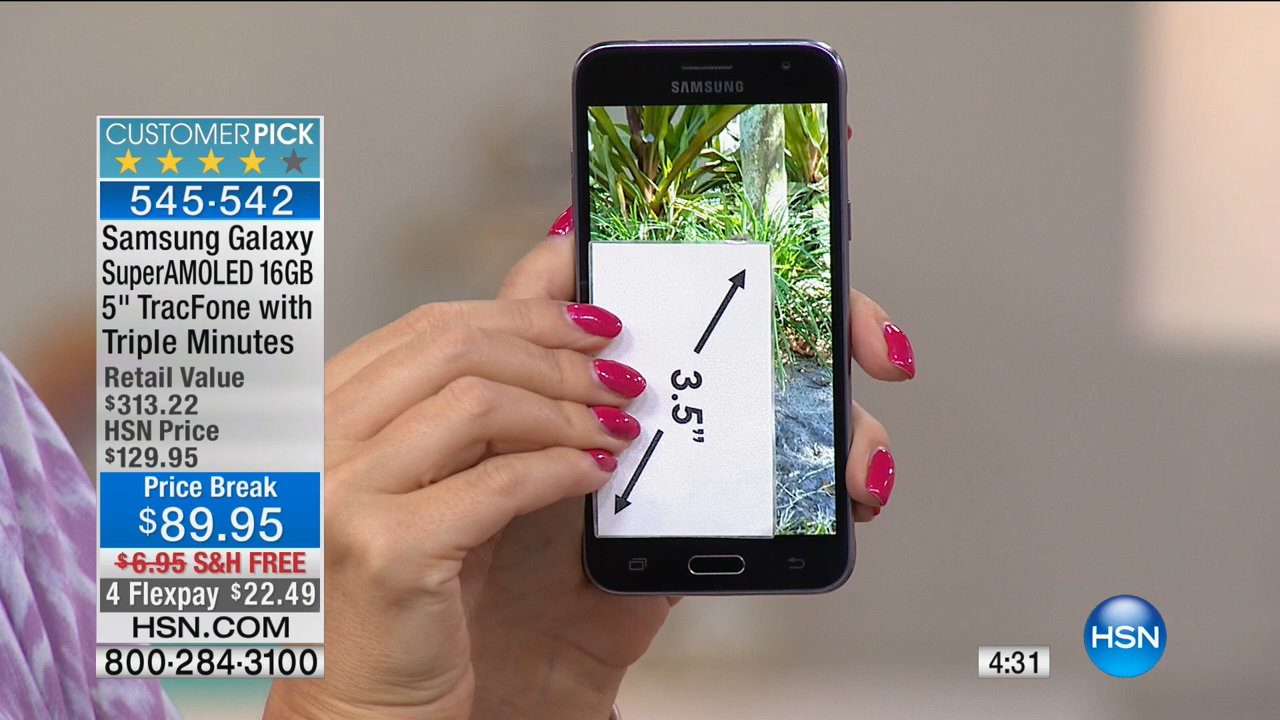 CUSTOMER PICK
545·542
Samsung Galaxy
SuperAMOLED 16GB
5" TracFone with
Triple Minutes
Retail Value
$313.22
HSN Price
$129.95
Price Break
$89.95
$6.95 S&H FREE
4 Flexpay $22.49
HSN.COM
800·284·3100
SAMSUNG
3.5"
4:31
HSN